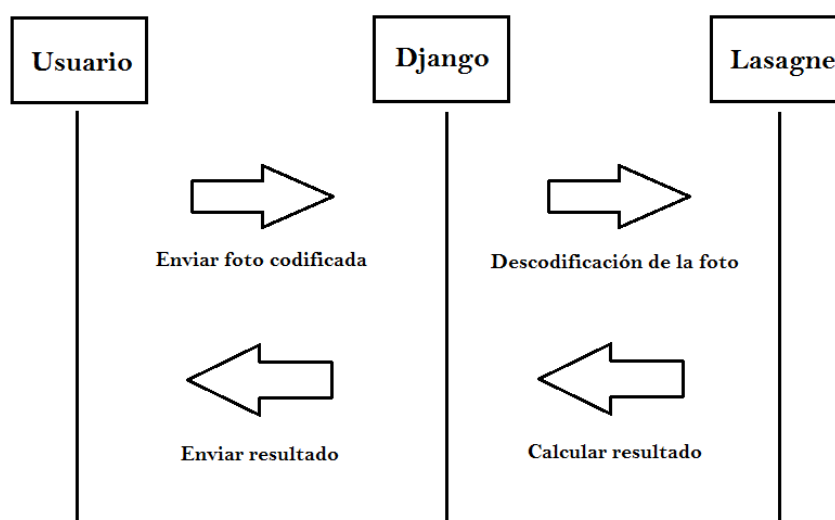 Usuario
Django
Lasagne
Enviar foto codificada
Descodificación de la foto
Enviar resultado
Calcular resultado